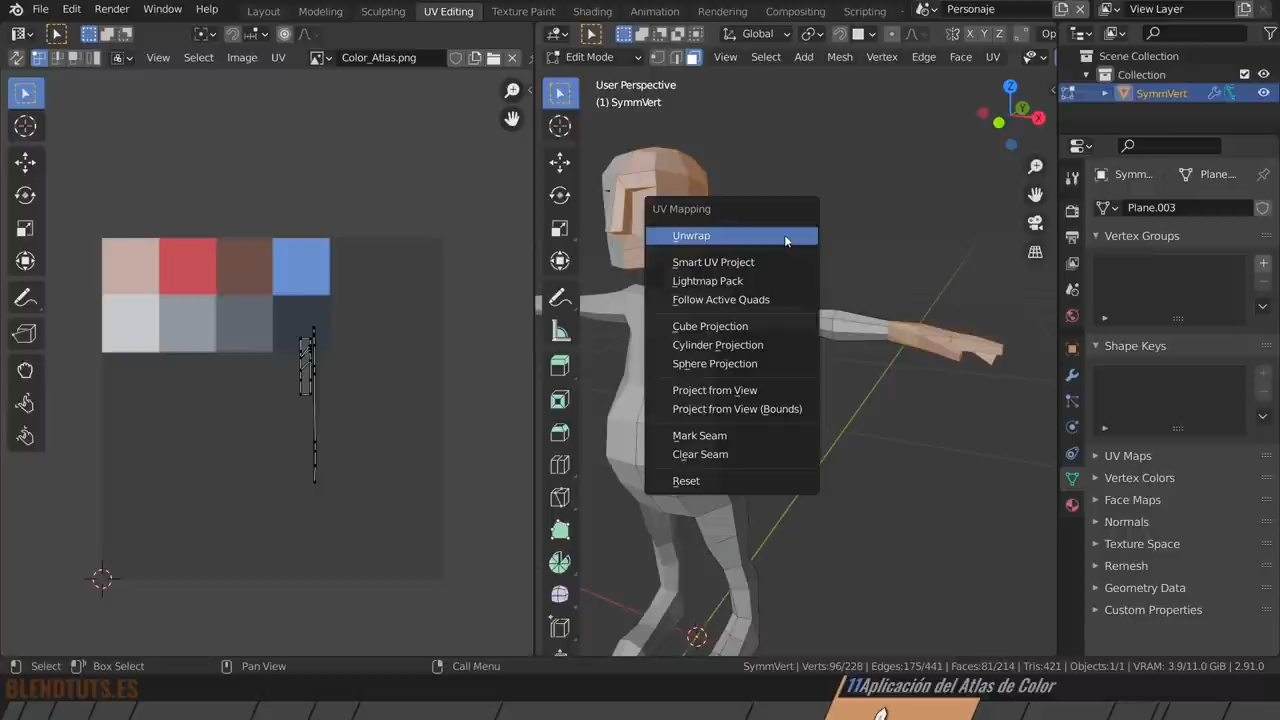 File Edit Render Window Help Layout Modeling Sculpting UV Editing Texture Paint Shading Animation Rendering Compositing Scripting Personaje View Layer
Global X Y Z Op
View Select Image UV Color_Atlas.png Edit Mode View Select Add Mesh Vertex Edge Face UV Scene Collection
Collection
SymmVert
User Perspective
(1) SymmVert
Z
Y
X
Symm... Plane...
Plane.003
UV Mapping
Unwrap
Smart UV Project
Lightmap Pack
Follow Active Quads
Cube Projection
Cylinder Projection
Sphere Projection
Project from View
Project from View (Bounds)
Mark Seam
Clear Seam
Reset
Vertex Groups
Shape Keys
UV Maps
Vertex Colors
Face Maps
Normals
Texture Space
Remesh
Geometry Data
Custom Properties
Select Box Select Pan View Call Menu SymmVert | Verts:96/228 | Edges:175/441 | Faces:81/214 | Tris:421 | Objects:1/1 | VRAM: 3.9/11.0 GiB | 2.91.0
BLENDTUTS.ES
11Aplicación del Atlas de Color